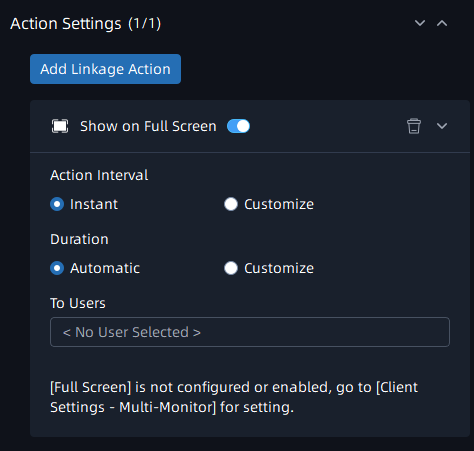 Action Settings (1/1)
Add Linkage Action
Show on Full Screen
Action Interval
Instant Customize
Duration
Automatic Customize
To Users
< No User Selected >
[Full Screen] is not configured or enabled, go to [Client
Settings - Multi-Monitor] for setting.